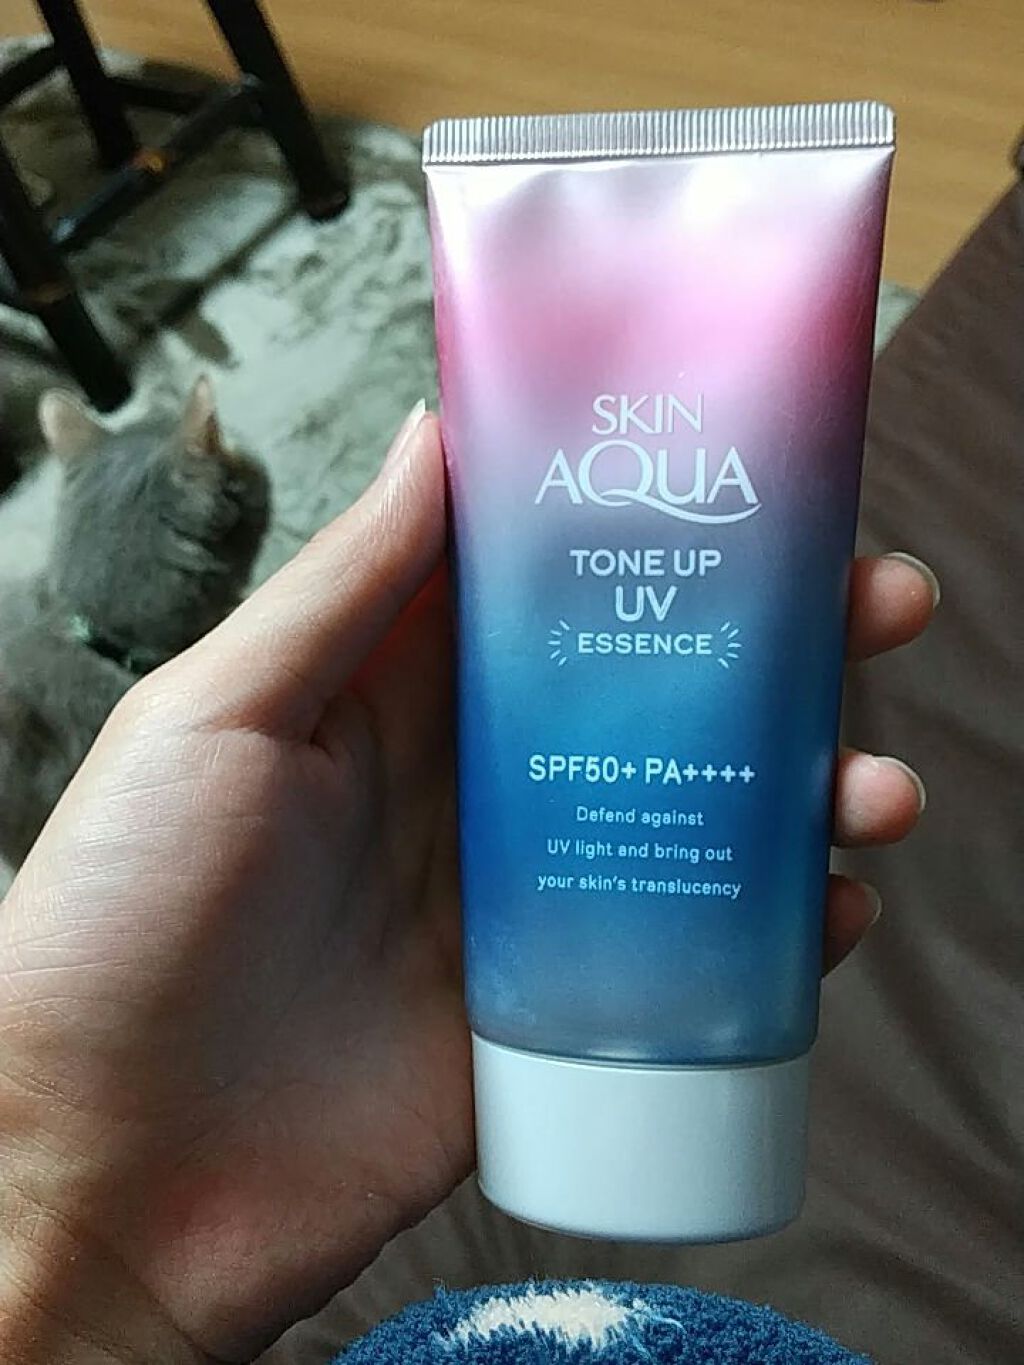 SKIN
AQUA
TONE UP
UV
ESSENCE
SPF50+ PA++++
Defend against
UV light and bring out
your skin's translucency